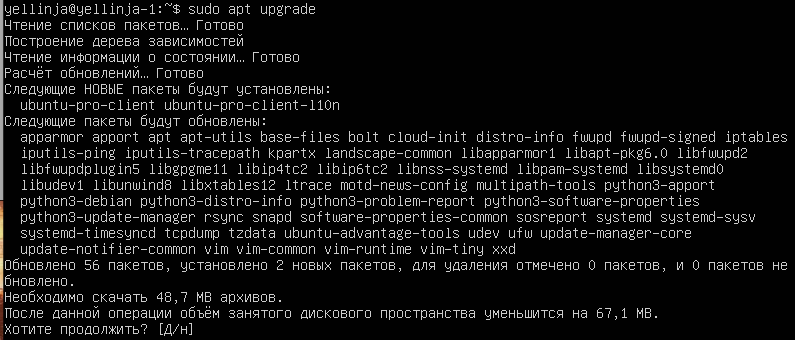 yellinja@yellinja-1:~$ sudo apt upgrade
Чтение списков пакетов… Готово
Построение дерева зависимостей
Чтение информации о состоянии… Готово
Расчёт обновлений… Готово
Следующие НОВЫЕ пакеты будут установлены:
ubuntu-pro-client ubuntu-pro-client-l10n
Следующие пакеты будут обновлены:
apparmor apport apt apt-utils base-files bolt cloud-init distro-info fwupd fwupd-signed iptables
iputils-ping iputils-tracepath kpartx landscape-common libapparmor1 libapt-pkg6.0 libfwupd2
libfwupdplugin5 libgpgme11 libip4tc2 libip6tc2 libnss-systemd libpam-systemd libsystemd0
libudev1 libunwind8 libxtables12 ltrace motd-news-config multipath-tools python3-apport
python3-debian python3-distro-info python3-problem-report python3-software-properties
python3-update-manager rsync snapd software-properties-common sosreport systemd systemd-sysv
systemd-timesyncd tcpdump tzdata ubuntu-advantage-tools udev ufw update-manager-core
update-notifier-common vim vim-common vim-runtime vim-tiny xxd
Обновлено 56 пакетов, установлено 2 новых пакетов, для удаления отмечено 0 пакетов, и 0 пакетов не
бновлено.
Необходимо скачать 48,7 MB архивов.
После данной операции объём занятого дискового пространства уменьшится на 67,1 MB.
Хотите продолжить? [Д/н]